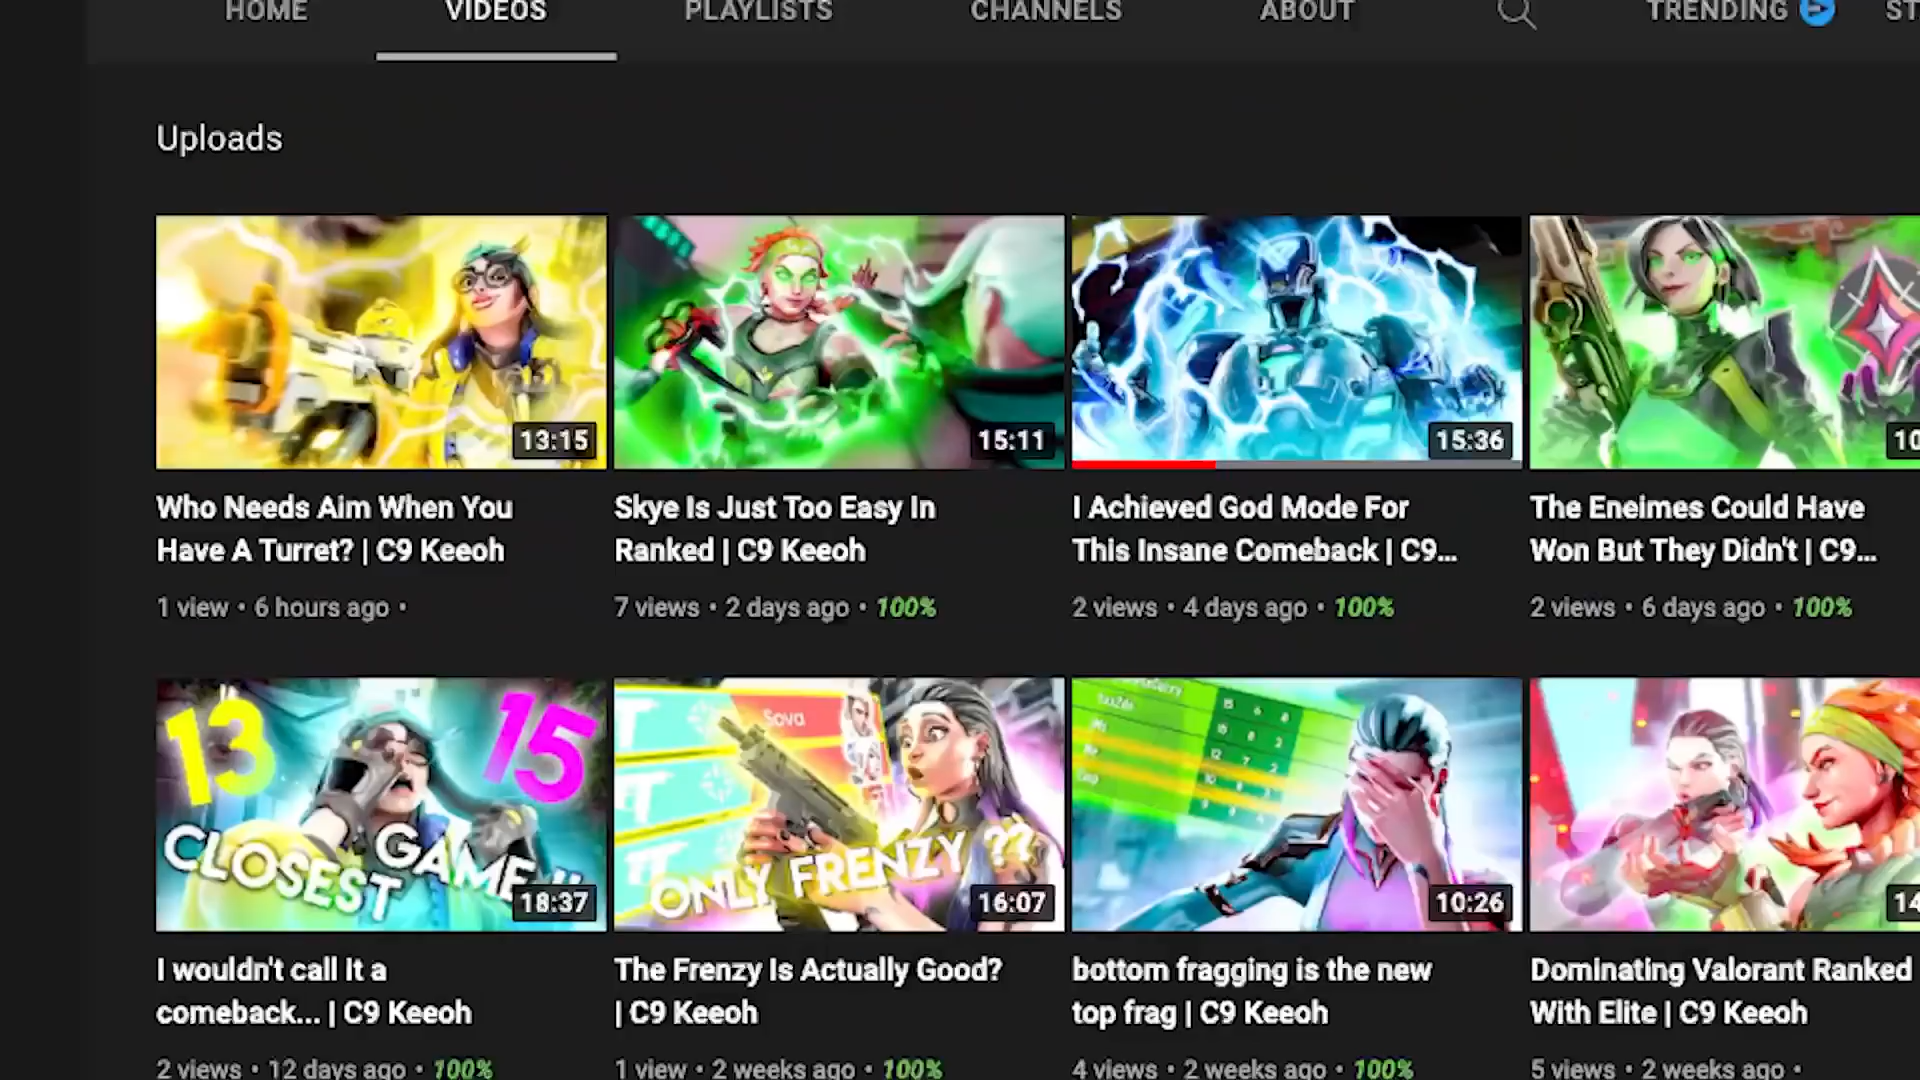 HOME VIDEOS PLAYLISTS CHANNELS ABOUT TRENDING ST
Uploads
13:15 15:11 15:36 10
Who Needs Aim When You
Have A Turret? | C9 Keeoh
1 view • 6 hours ago •
Skye Is Just Too Easy In
Ranked | C9 Keeoh
7 views • 2 days ago • 100%
I Achieved God Mode For
This Insane Comeback | C9...
2 views • 4 days ago • 100%
The Eneimes Could Have
Won But They Didn't | C9...
2 views • 6 days ago • 100%
13 15
CLOSEST GAME !!
18:37
Sova
ONLY FRENZY ??
16:07
10:26
14
I wouldn't call it a
comeback... | C9 Keeoh
2 views • 12 days ago • 100%
The Frenzy Is Actually Good?
| C9 Keeoh
1 view • 2 weeks ago • 100%
bottom fragging is the new
top frag | C9 Keeoh
4 views • 2 weeks ago • 100%
Dominating Valorant Ranked
With Elite | C9 Keeoh
5 views • 2 weeks ago •